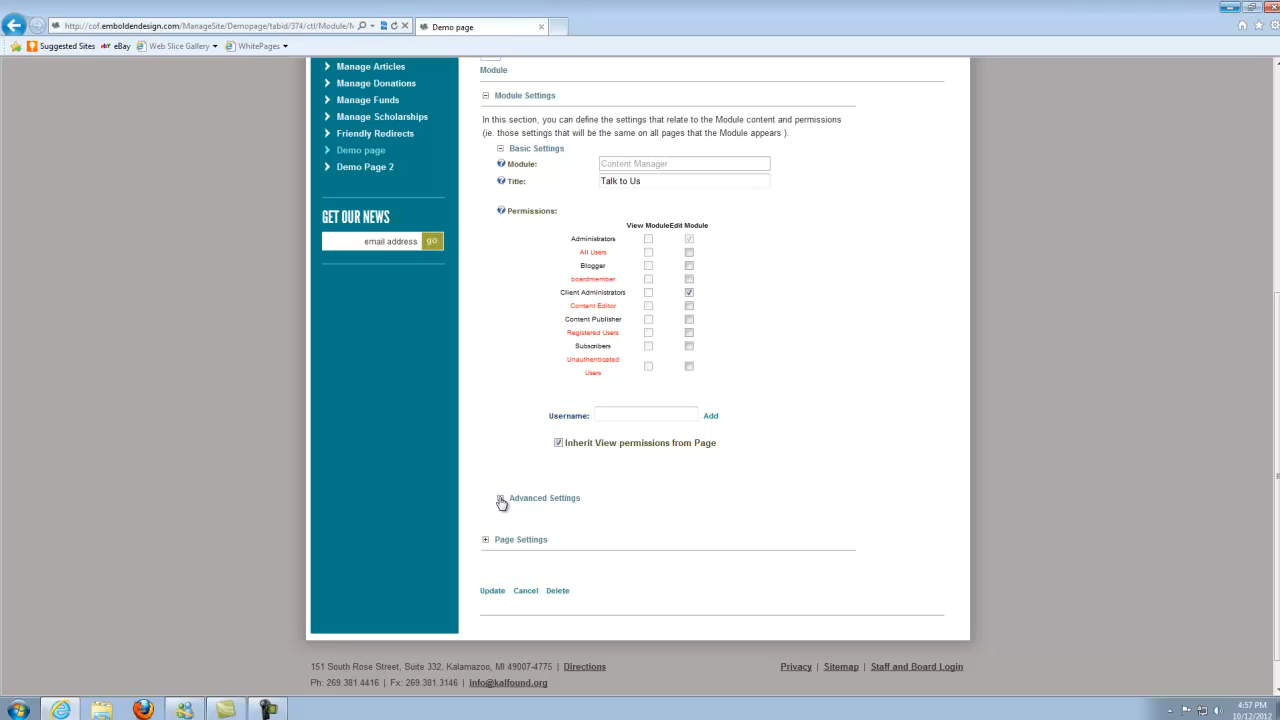 http://cof.emboldendesign.com/ManageSite/Demopage/tabid/374/ctl/Module/M
Demo page
Suggested Sites
eBay
Web Slice Gallery
WhitePages
Manage Articles
Manage Donations
Manage Funds
Manage Scholarships
Friendly Redirects
Demo page
Demo Page 2
GET OUR NEWS
email address
go
Module
Module Settings
In this section, you can define the settings that relate to the Module content and permissions
(ie. those settings that will be the same on all pages that the Module appears ).
Basic Settings
Module: Content Manager
Title: Talk to Us
Permissions:
View Module Edit Module
Administrators
All Users
Blogger
boardmember
Client Administrators
Content Editor
Content Publisher
Registered Users
Subscribers
Unauthenticated
Users
Username: Add
Inherit View permissions from Page
Advanced Settings
Page Settings
Update Cancel Delete
151 South Rose Street, Suite 332, Kalamazoo, MI 49007-4775 | Directions
Privacy | Sitemap | Staff and Board Login
Ph: 269.381.4416 | Fx: 269.381.3146 | info@kalfound.org
4:57 PM
10/12/2012